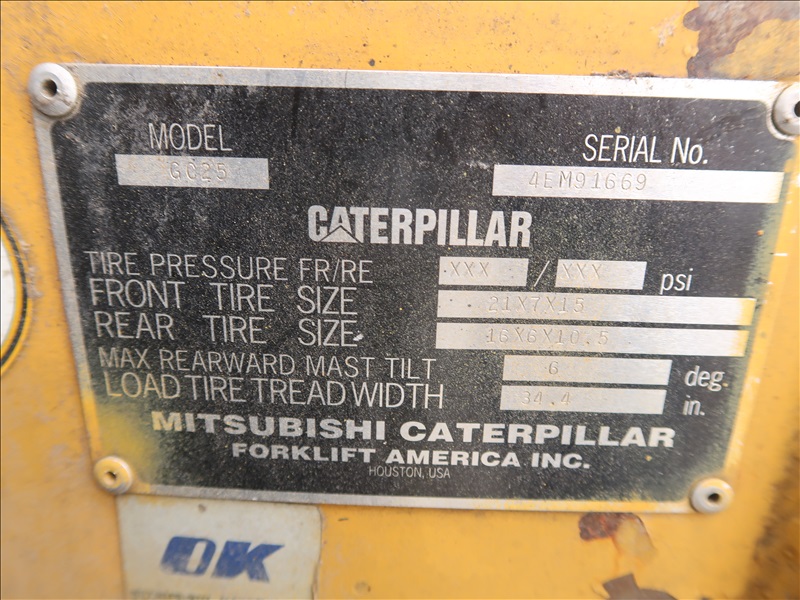 MODEL
GC25
SERIAL No.
4EM91669
CATERPILLAR
TIRE PRESSURE FR/RE XXX / XXX psi
FRONT TIRE SIZE 21X7X15
REAR TIRE SIZE 16X6X10.5
MAX REARWARD MAST TILT 6 deg.
LOAD TIRE TREAD WIDTH 34.4 in.
MITSUBISHI CATERPILLAR
FORKLIFT AMERICA INC.
HOUSTON, USA
OK